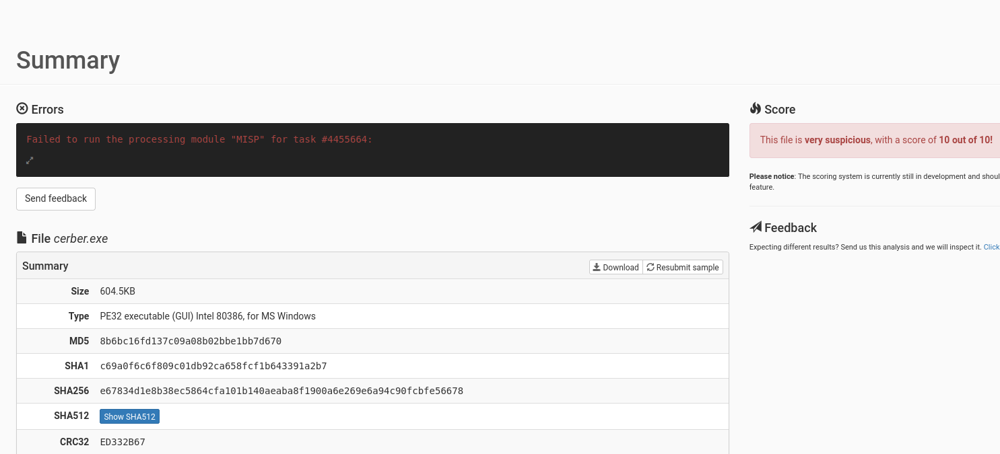 Summary
Errors
Failed to run the processing module "MISP" for task #4455664:
Send feedback
File cerber.exe
Summary
Download
Resubmit sample
Size 604.5KB
Type PE32 executable (GUI) Intel 80386, for MS Windows
MD5 8b6bc16fd137c09a08b02bbe1bb7d670
SHA1 c69a0f6c6f809c01db92ca658fcf1b643391a2b7
SHA256 e67834d1e8b38ec5864cfa101b140aeaba8f1900a6e269e6a94c90fcbfe56678
SHA512 Show SHA512
CRC32 ED332B67
Score
This file is very suspicious, with a score of 10 out of 10!
Please notice: The scoring system is currently still in development and shoul
feature.
Feedback
Expecting different results? Send us this analysis and we will inspect it. Click